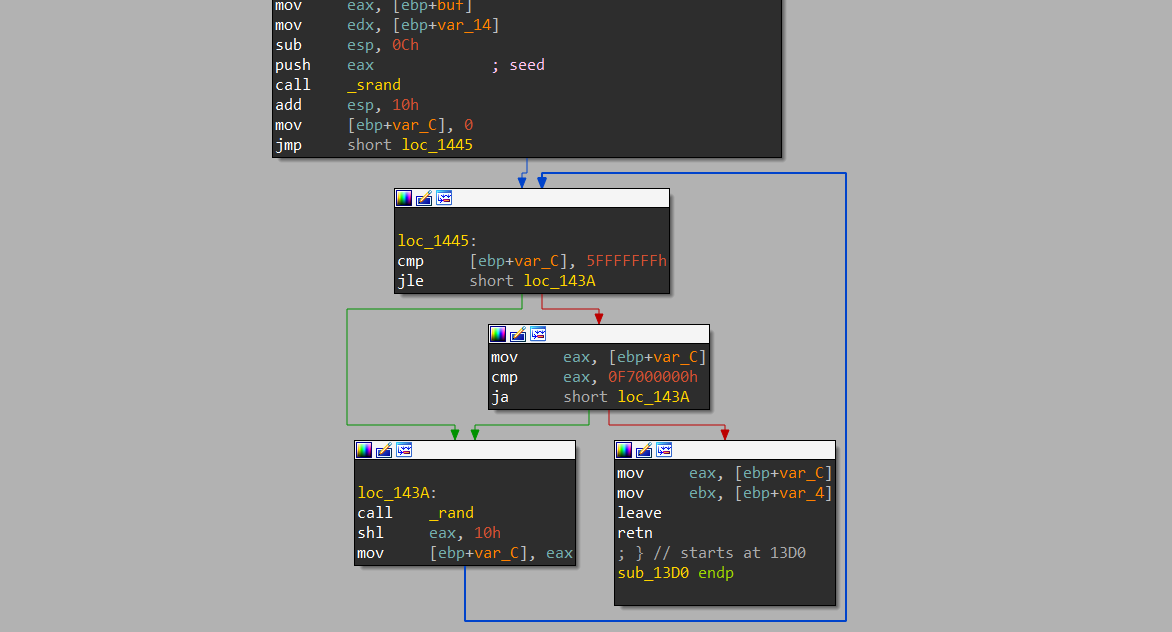 mov eax, [ebp+buf]
mov edx, [ebp+var_14]
sub esp, 0Ch
push eax ; seed
call _srand
add esp, 10h
mov [ebp+var_C], 0
jmp short loc_1445
loc_1445:
cmp [ebp+var_C], 5FFFFFFFh
jle short loc_143A
mov eax, [ebp+var_C]
cmp eax, 0F7000000h
ja short loc_143A
loc_143A:
call _rand
shl eax, 10h
mov [ebp+var_C], eax
mov eax, [ebp+var_C]
mov ebx, [ebp+var_4]
leave
retn
; } // starts at 13D0
sub_13D0 endp